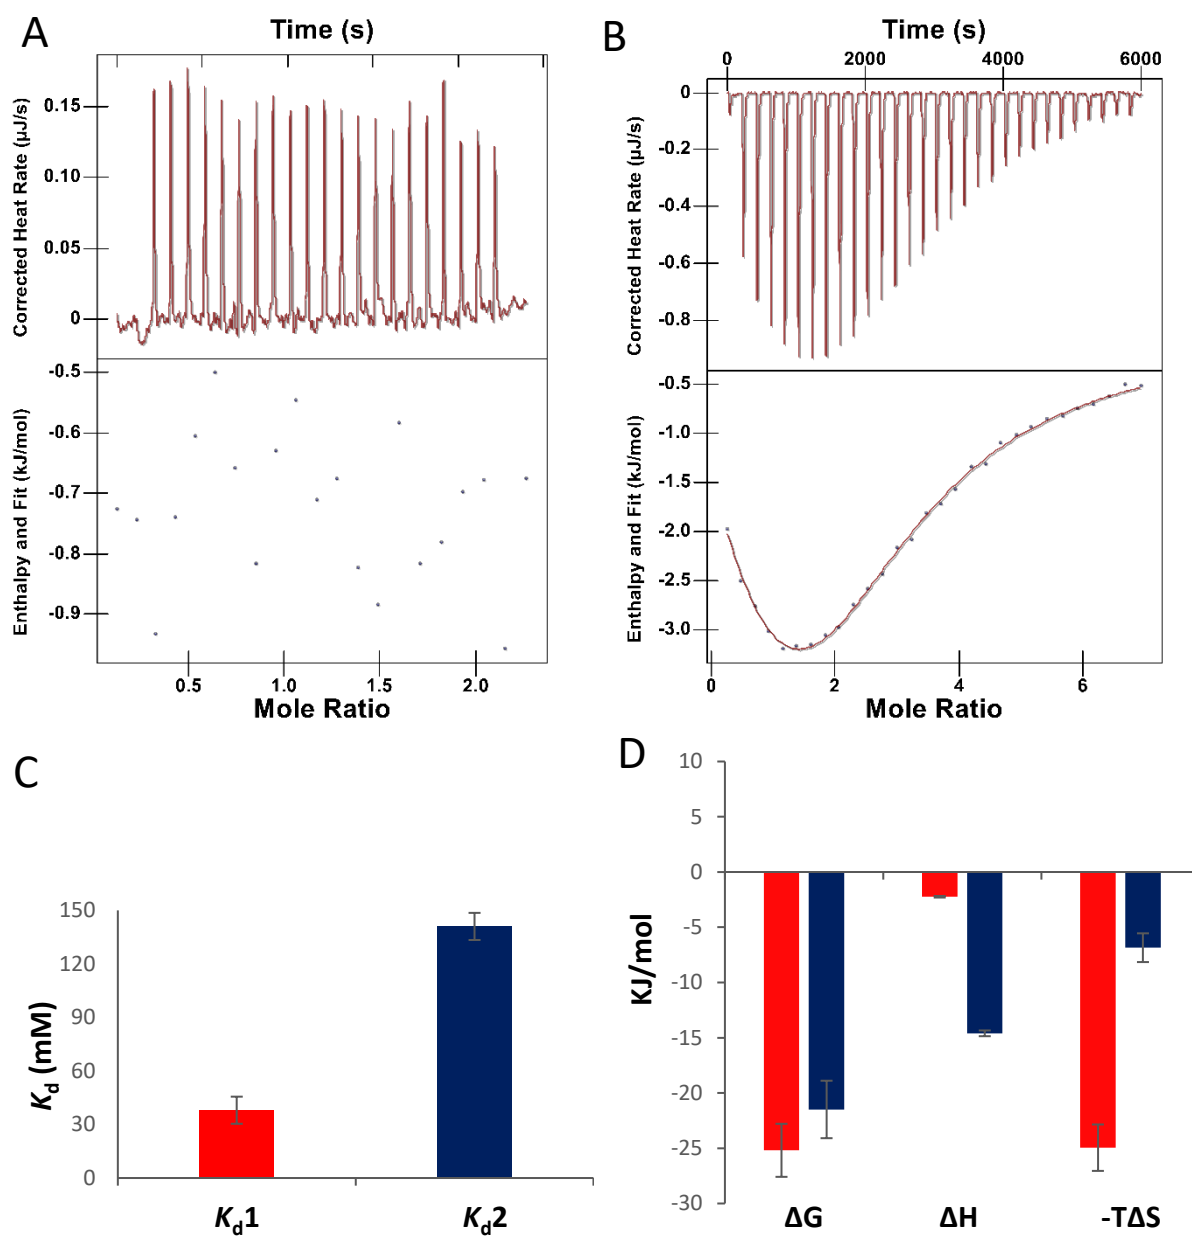 A
Time (s)
Corrected Heat Rate (µJ/s)
0.15
0.10
0.05
0
Enthalpy and Fit (kJ/mol)
-0.5
-0.6
-0.7
-0.8
-0.9
0.5 1.0 1.5 2.0
Mole Ratio
B
Time (s)
0 2000 4000 6000
Corrected Heat Rate (µJ/s)
0
-0.2
-0.4
-0.6
-0.8
Enthalpy and Fit (kJ/mol)
-0.5
-1.0
-1.5
-2.0
-2.5
-3.0
0 2 4 6
Mole Ratio
C
Kd (mM)
150
120
90
60
30
0
Kd1 Kd2
D
KJ/mol
10
5
0
-5
-10
-15
-20
-25
-30
ΔG ΔH -TΔS